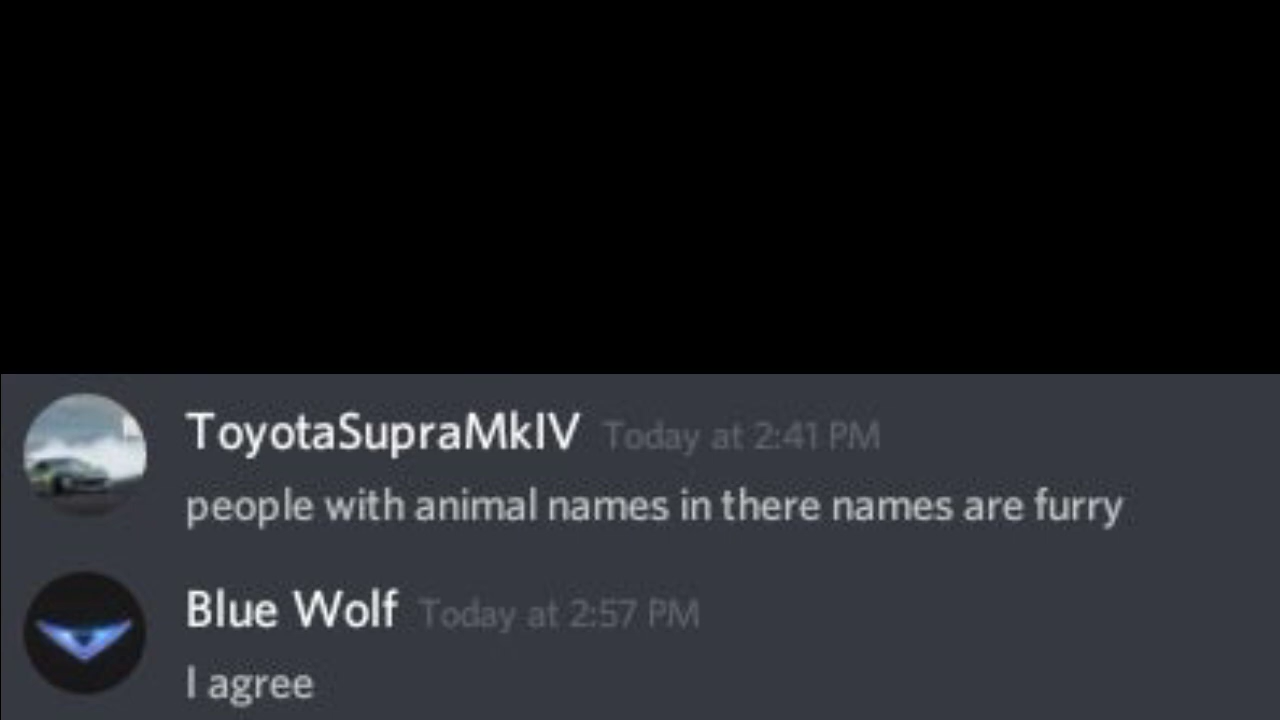 ToyotaSupraMkIV Today at 2:41 PM
people with animal names in there names are furry
Blue Wolf Today at 2:57 PM
I agree